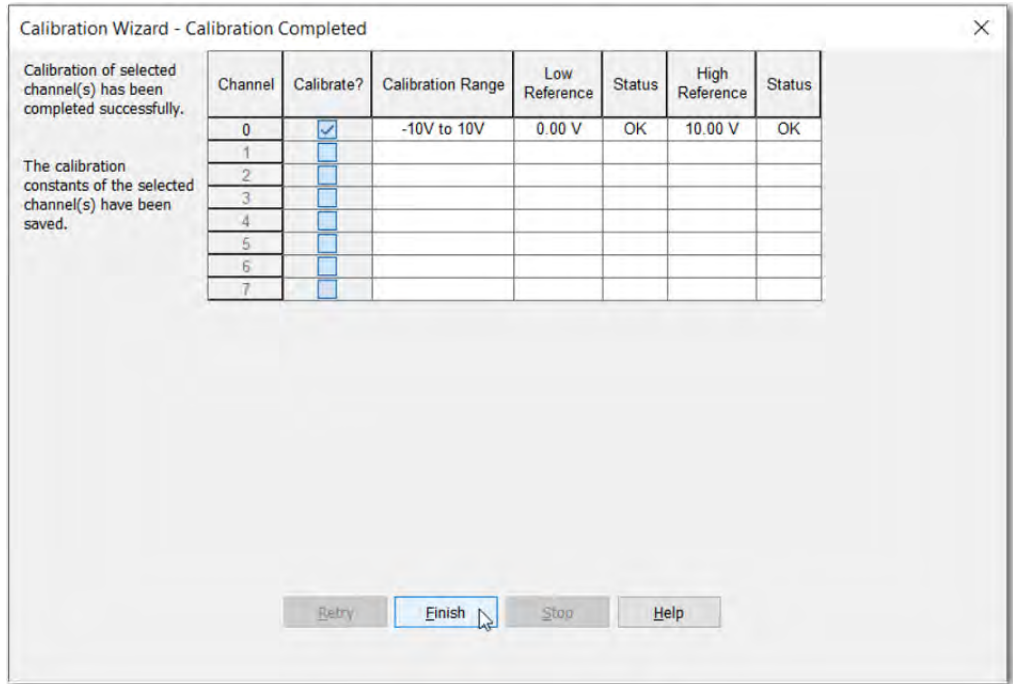 Calibration Wizard - Calibration Completed
Calibration of selected
channel(s) has been
completed successfully.
The calibration
constants of the selected
channel(s) have been
saved.
Channel Calibrate? Calibration Range Low Reference Status High Reference Status
0 -10V to 10V 0.00 V OK 10.00 V OK
1
2
3
4
5
6
7
Retry Finish Stop Help